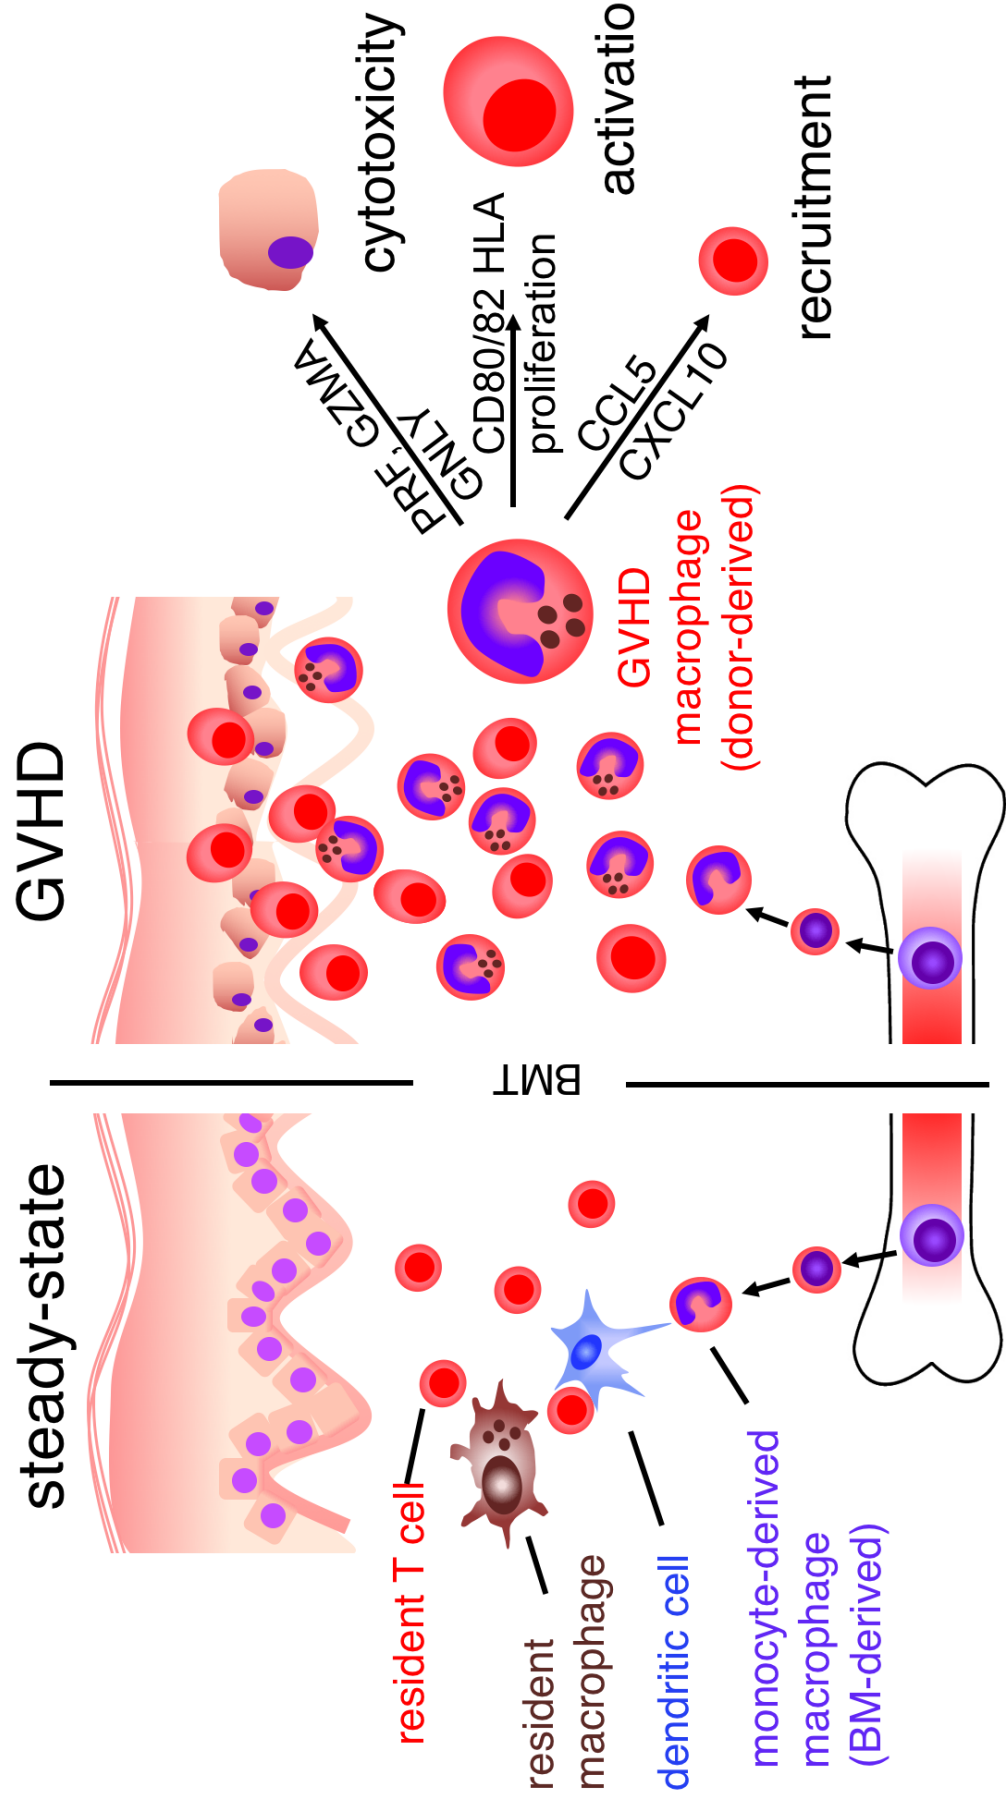 steady-state
GVHD
BMT
resident T cell
resident
macrophage
dendritic cell
monocyte-derived
macrophage
(BM-derived)
GVHD
macrophage
(donor-derived)
PRF, GZMA
GNLY
cytotoxicity
CD80/82 HLA
proliferation
activatio
CCL5
CXCL10
recruitment